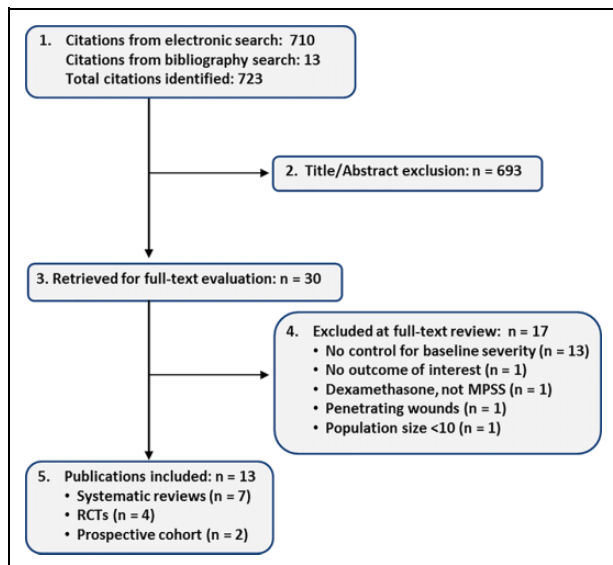 1. Citations from electronic search: 710
Citations from bibliography search: 13
Total citations identified: 723
2. Title/Abstract exclusion: n = 693
3. Retrieved for full-text evaluation: n = 30
4. Excluded at full-text review: n = 17
• No control for baseline severity (n = 13)
• No outcome of interest (n = 1)
• Dexamethasone, not MPSS (n = 1)
• Penetrating wounds (n = 1)
• Population size <10 (n = 1)
5. Publications included: n = 13
• Systematic reviews (n = 7)
• RCTs (n = 4)
• Prospective cohort (n = 2)